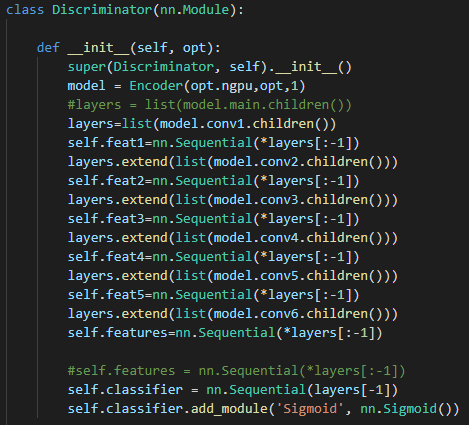 class Discriminator(nn.Module):
def __init__(self, opt):
super(Discriminator, self).__init__()
model = Encoder(opt.ngpu,opt,1)
#layers = list(model.main.children())
layers=list(model.conv1.children())
self.feat1=nn.Sequential(*layers[:-1])
layers.extend(list(model.conv2.children()))
self.feat2=nn.Sequential(*layers[:-1])
layers.extend(list(model.conv3.children()))
self.feat3=nn.Sequential(*layers[:-1])
layers.extend(list(model.conv4.children()))
self.feat4=nn.Sequential(*layers[:-1])
layers.extend(list(model.conv5.children()))
self.feat5=nn.Sequential(*layers[:-1])
layers.extend(list(model.conv6.children()))
self.features=nn.Sequential(*layers[:-1])
#self.features = nn.Sequential(*layers[:-1])
self.classifier = nn.Sequential(layers[-1])
self.classifier.add_module('Sigmoid', nn.Sigmoid())